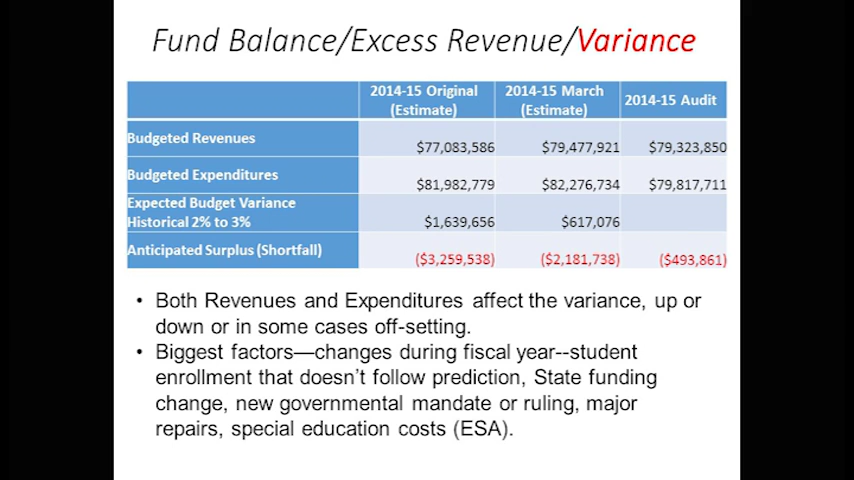 Fund Balance/Excess Revenue/Variance
2014-15 Original (Estimate) 2014-15 March (Estimate) 2014-15 Audit
Budgeted Revenues $77,083,586 $79,477,921 $79,323,850
Budgeted Expenditures $81,982,779 $82,276,734 $79,817,711
Expected Budget Variance
Historical 2% to 3% $1,639,656 $617,076
Anticipated Surplus (Shortfall) ($3,259,538) ($2,181,738) ($493,861)
• Both Revenues and Expenditures affect the variance, up or
down or in some cases off-setting.
• Biggest factors—changes during fiscal year--student
enrollment that doesn't follow prediction, State funding
change, new governmental mandate or ruling, major
repairs, special education costs (ESA).